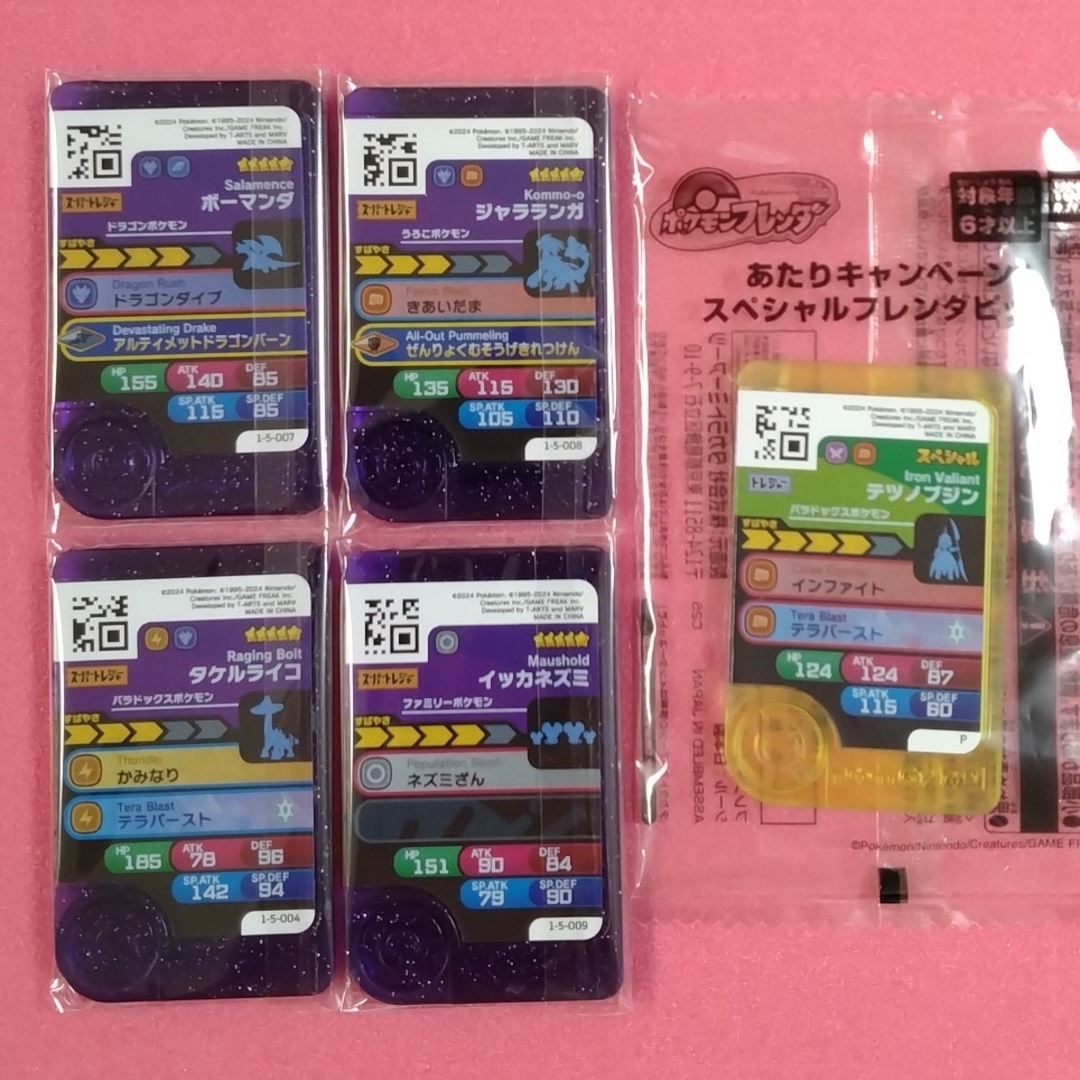 ©2024 Pokémon. ©1995-2024 Nintendo/
Creatures Inc./GAME FREAK Inc.
Developed by T-ARTS and MARV
MADE IN CHINA
スーパートレジャー
Salamence
ボーマンダ
ドラゴンポケモン
すばやさ
Dragon Rush
ドラゴンダイブ
Devastating Drake
アルティメットドラゴンバーン
HP 155 ATK 140 DEF 85
SP.ATK 115 SP.DEF 85
1-5-007
©2024 Pokémon. ©1995-2024 Nintendo/
Creatures Inc./GAME FREAK Inc.
Developed by T-ARTS and MARV
MADE IN CHINA
スーパートレジャー
Kommo-o
ジャラランガ
うろこポケモン
すばやさ
Focus Blast
きあいだま
All-Out Pummeling
ぜんりょくむそうげきれつけん
HP 135 ATK 115 DEF 130
SP.ATK 105 SP.DEF 110
1-5-008
©2024 Pokémon. ©1995-2024 Nintendo/
Creatures Inc./GAME FREAK Inc.
Developed by T-ARTS and MARV
MADE IN CHINA
スーパートレジャー
Raging Bolt
タケルライコ
パラドックスポケモン
すばやさ
Thunder
かみなり
Tera Blast
テラバースト
HP 185 ATK 78 DEF 96
SP.ATK 142 SP.DEF 94
1-5-004
©2024 Pokémon. ©1995-2024 Nintendo/
Creatures Inc./GAME FREAK Inc.
Developed by T-ARTS and MARV
MADE IN CHINA
スーパートレジャー
Maushold
イッカネズミ
ファミリーポケモン
すばやさ
Population Bomb
ネズミざん
HP 151 ATK 90 DEF 84
SP.ATK 79 SP.DEF 90
1-5-009
ポケモンフレンダ
対象年齢
6才以上
あたりキャンペーン
スペシャルフレンダピッ
©2024 Pokémon. ©1995-2024 Nintendo/
Creatures Inc./GAME FREAK Inc.
Developed by T-ARTS and MARV
MADE IN CHINA
スペシャル
トレジャー
Iron Valiant
テツノブジン
パラドックスポケモン
すばやさ
インファイト
Tera Blast
テラバースト
HP 124 ATK 124 DEF 87
SP.ATK 115 SP.DEF 60
P
©Pokémon/Nintendo/Creatures/GAME FR